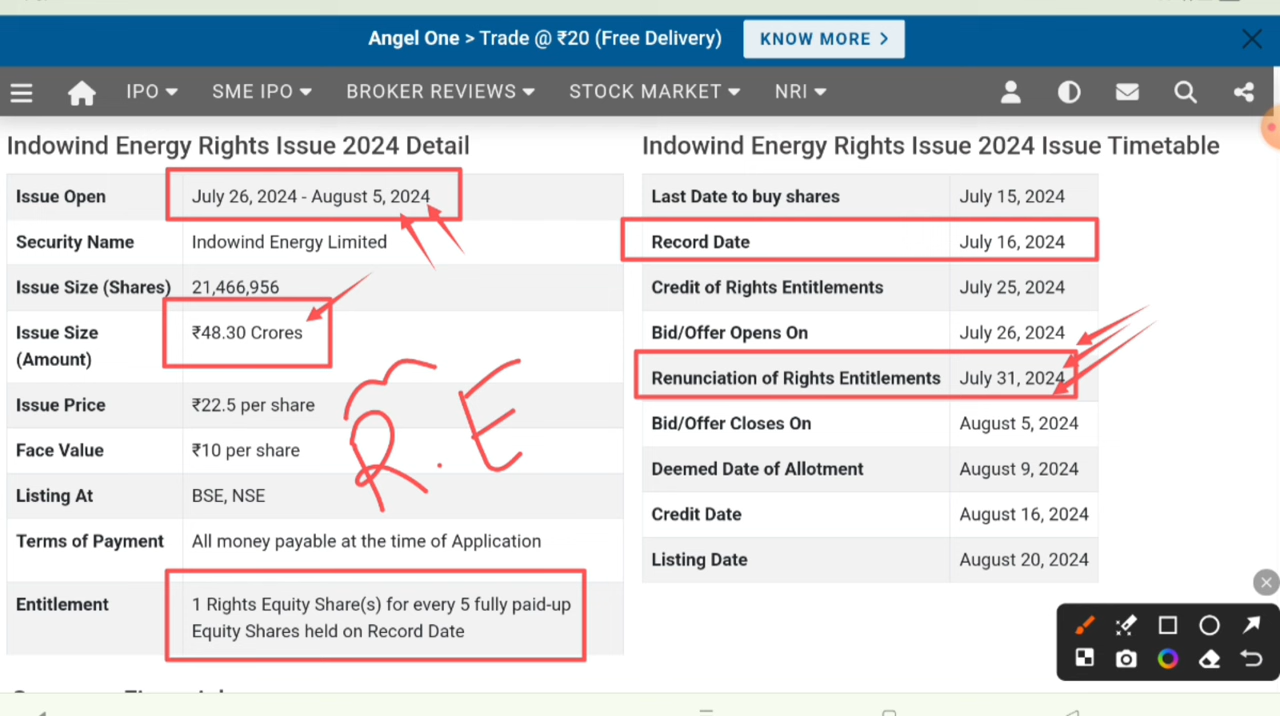 Angel One > Trade @ ₹20 (Free Delivery) KNOW MORE >
IPO SME IPO BROKER REVIEWS STOCK MARKET NRI
Indowind Energy Rights Issue 2024 Detail
Issue Open July 26, 2024 - August 5, 2024
Security Name Indowind Energy Limited
Issue Size (Shares) 21,466,956
Issue Size (Amount) ₹48.30 Crores
Issue Price ₹22.5 per share
Face Value ₹10 per share
Listing At BSE, NSE
Terms of Payment All money payable at the time of Application
Entitlement 1 Rights Equity Share(s) for every 5 fully paid-up
Equity Shares held on Record Date
R.E
Indowind Energy Rights Issue 2024 Issue Timetable
Last Date to buy shares July 15, 2024
Record Date July 16, 2024
Credit of Rights Entitlements July 25, 2024
Bid/Offer Opens On July 26, 2024
Renunciation of Rights Entitlements July 31, 2024
Bid/Offer Closes On August 5, 2024
Deemed Date of Allotment August 9, 2024
Credit Date August 16, 2024
Listing Date August 20, 2024